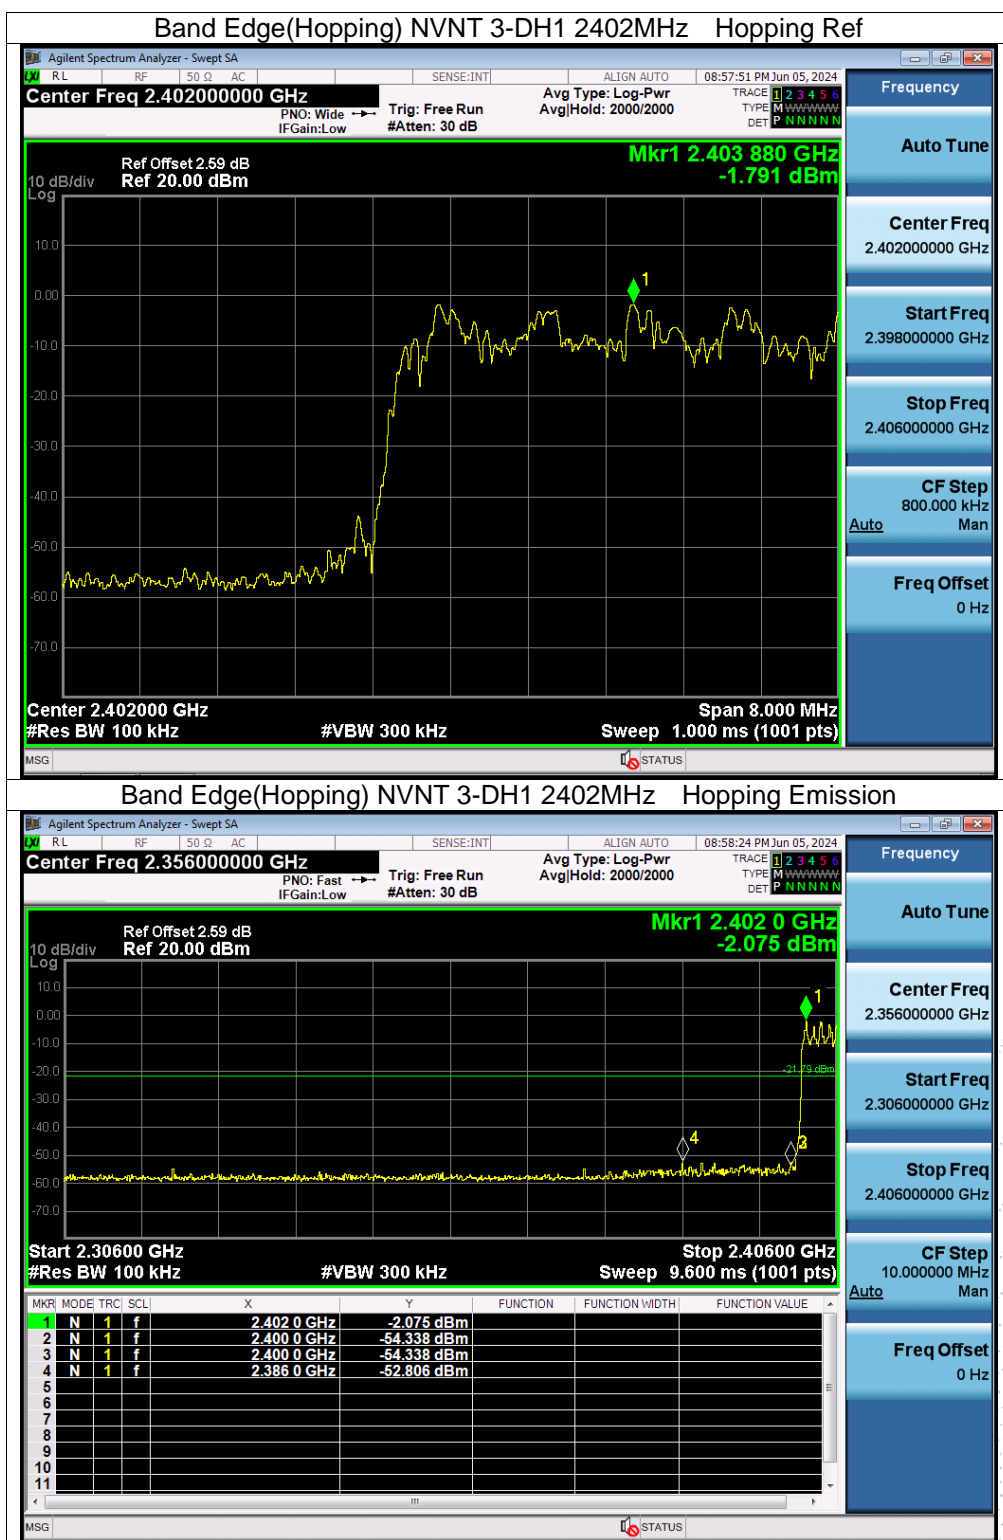 Band Edge(Hopping) NVNT 3-DH1 2402MHz Hopping Ref
Agilent Spectrum Analyzer - Swept SA
LXI RL RF 50 Ω AC SENSE:INT ALIGN AUTO 08:57:51 PM Jun 05, 2024
Center Freq 2.402000000 GHz Avg Type: Log-Pwr TRACE 1 2 3 4 5 6
PNO: Wide Trig: Free Run Avg|Hold: 2000/2000 TYPE M WWWWW
IFGain:Low #Atten: 30 dB DET P N N N N N
Frequency
Auto Tune
Center Freq
2.402000000 GHz
Start Freq
2.398000000 GHz
Stop Freq
2.406000000 GHz
CF Step
800.000 kHz
Auto Man
Freq Offset
0 Hz
Mkr1 2.403 880 GHz
-1.791 dBm
Ref Offset 2.59 dB
10 dB/div Ref 20.00 dBm
Log
10.0
0.00
-10.0
-20.0
-30.0
-40.0
-50.0
-60.0
-70.0
1
Center 2.402000 GHz Span 8.000 MHz
#Res BW 100 kHz #VBW 300 kHz Sweep 1.000 ms (1001 pts)
MSG STATUS
Band Edge(Hopping) NVNT 3-DH1 2402MHz Hopping Emission
Agilent Spectrum Analyzer - Swept SA
LXI RL RF 50 Ω AC SENSE:INT ALIGN AUTO 08:58:24 PM Jun 05, 2024
Center Freq 2.356000000 GHz Avg Type: Log-Pwr TRACE 1 2 3 4 5 6
PNO: Fast Trig: Free Run Avg|Hold: 2000/2000 TYPE M WWWWW
IFGain:Low #Atten: 30 dB DET P N N N N N
Frequency
Auto Tune
Center Freq
2.356000000 GHz
Start Freq
2.306000000 GHz
Stop Freq
2.406000000 GHz
CF Step
10.000000 MHz
Auto Man
Freq Offset
0 Hz
Mkr1 2.402 0 GHz
-2.075 dBm
Ref Offset 2.59 dB
10 dB/div Ref 20.00 dBm
Log
10.0
0.00
-10.0
-20.0
-30.0
-40.0
-50.0
-60.0
-70.0
1
-21.79 dBm
4
3
Start 2.30600 GHz Stop 2.40600 GHz
#Res BW 100 kHz #VBW 300 kHz Sweep 9.600 ms (1001 pts)
MKR MODE TRC SCL X Y FUNCTION FUNCTION WIDTH FUNCTION VALUE
1 N 1 f 2.402 0 GHz -2.075 dBm
2 N 1 f 2.400 0 GHz -54.338 dBm
3 N 1 f 2.400 0 GHz -54.338 dBm
4 N 1 f 2.386 0 GHz -52.806 dBm
5
6
7
8
9
10
11
MSG STATUS